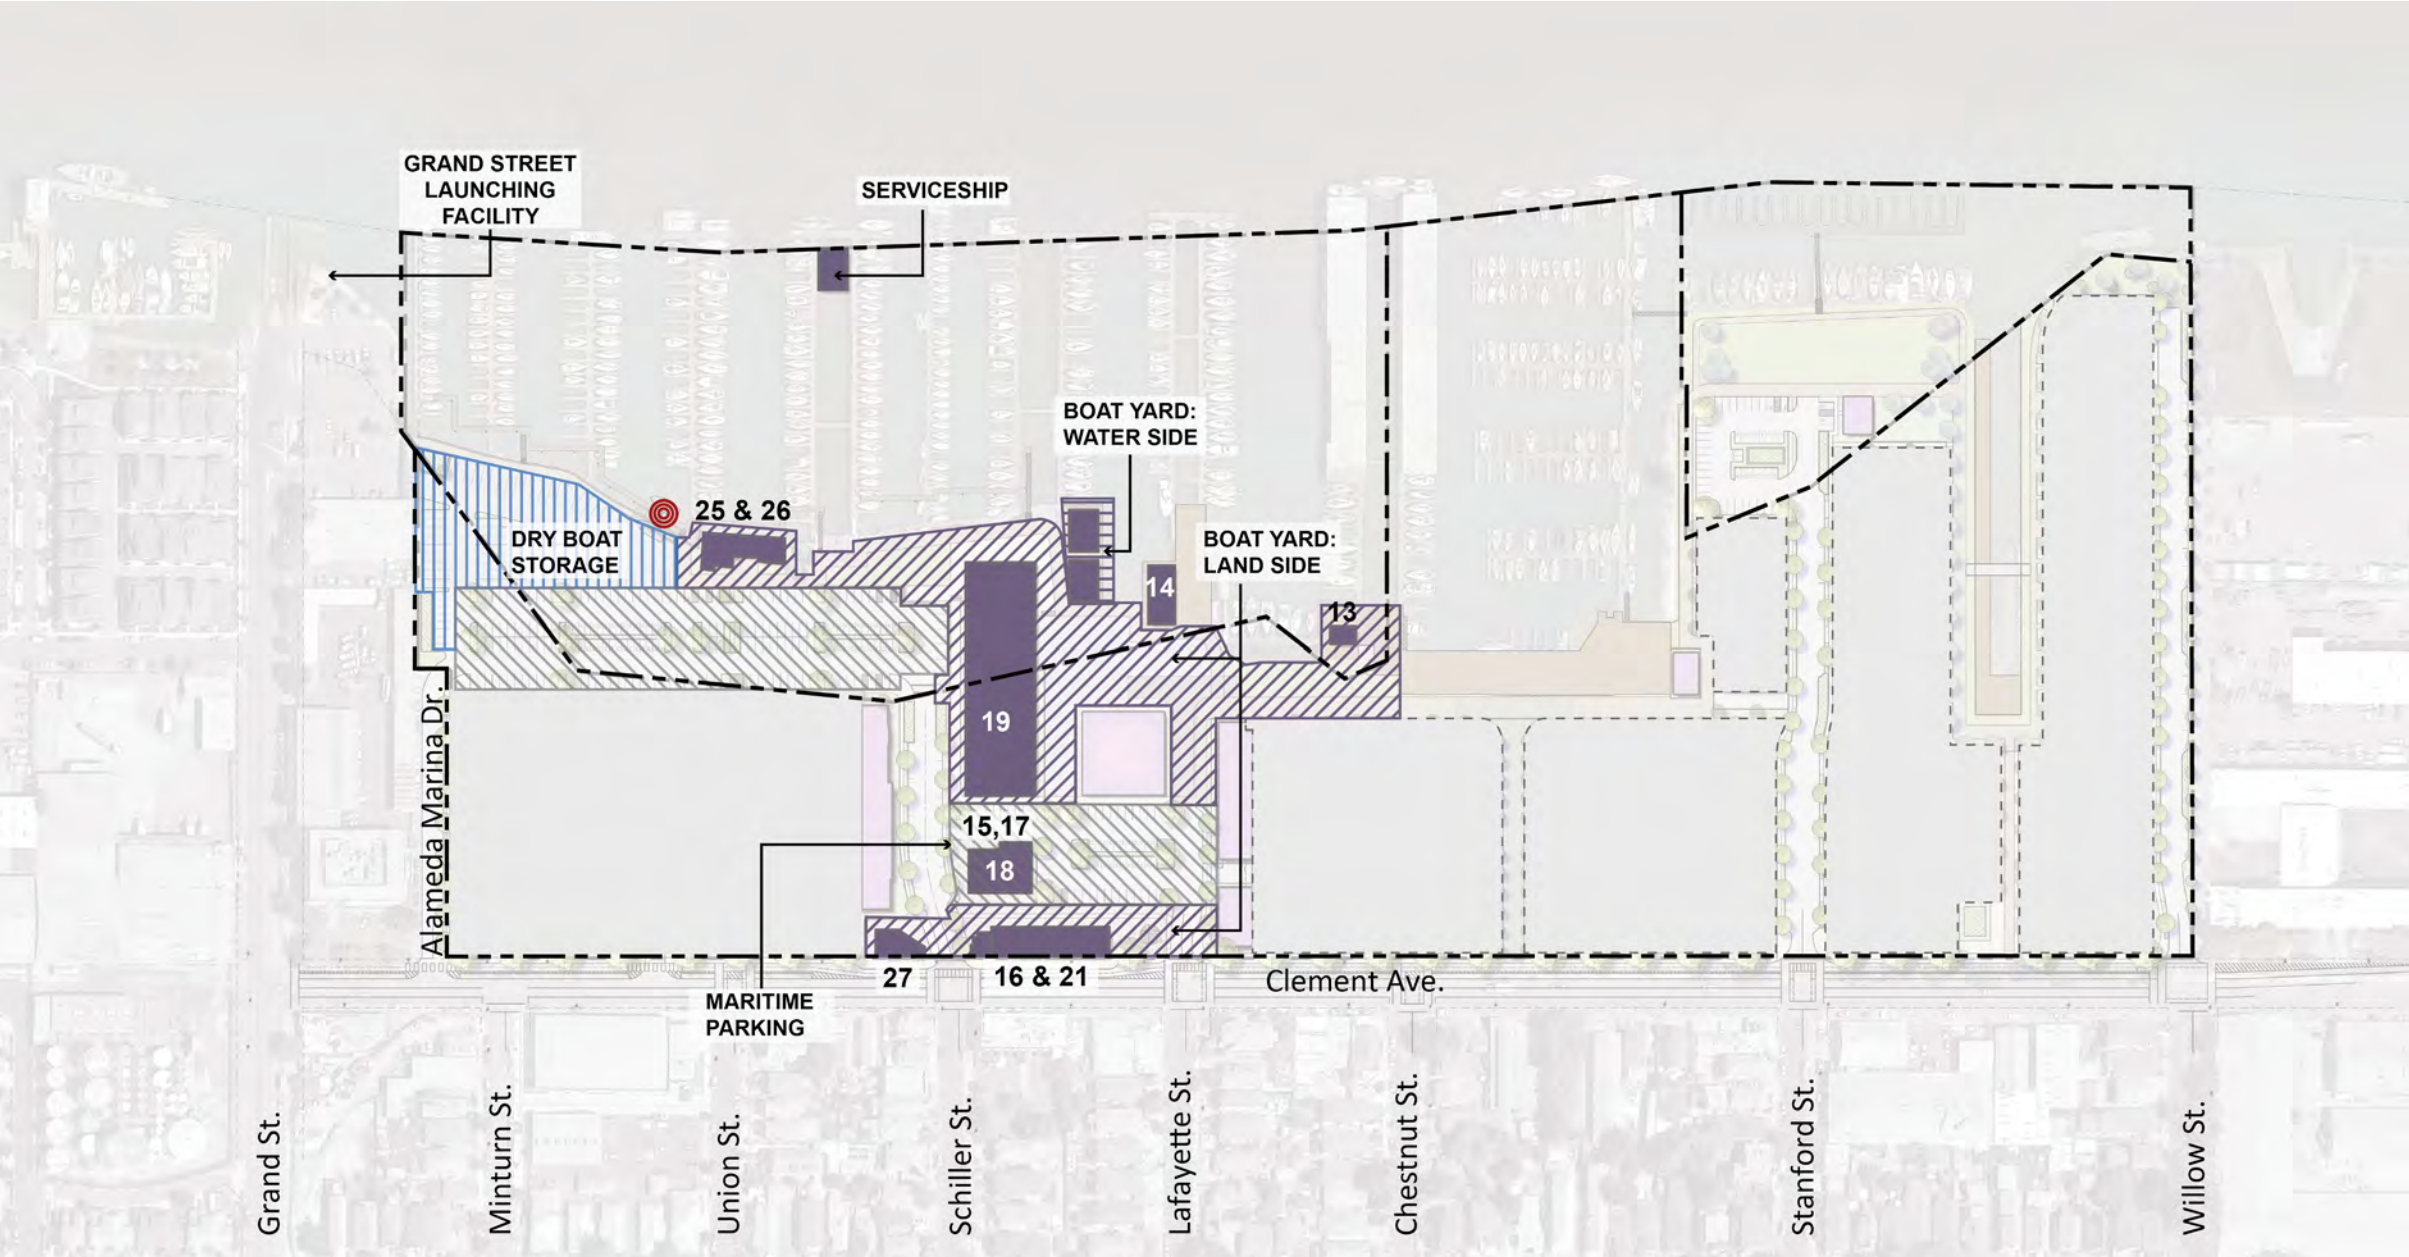 GRAND STREET
LAUNCHING
FACILITY
SERVICESHIP
BOAT YARD:
WATER SIDE
25 & 26
DRY BOAT
STORAGE
BOAT YARD:
LAND SIDE
14
13
19
15,17
18
27
16 & 21
MARITIME
PARKING
Clement Ave.
Alameda Marina Dr.
Grand St.
Minturn St.
Union St.
Schiller St.
Lafayette St.
Chestnut St.
Stanford St.
Willow St.